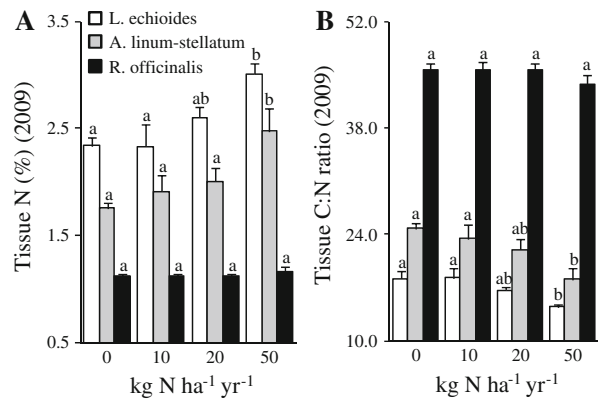 A
L. echioides
A. linum-stellatum
R. officinalis
Tissue N (%) (2009)
3.5
2.5
1.5
0.5
a a a
a a a
ab a a
b b a
0 10 20 50
kg N ha⁻¹ yr⁻¹
B
Tissue C:N ratio (2009)
52.0
38.0
24.0
10.0
a a a
a a a
ab ab a
b b a
0 10 20 50
kg N ha⁻¹ yr⁻¹